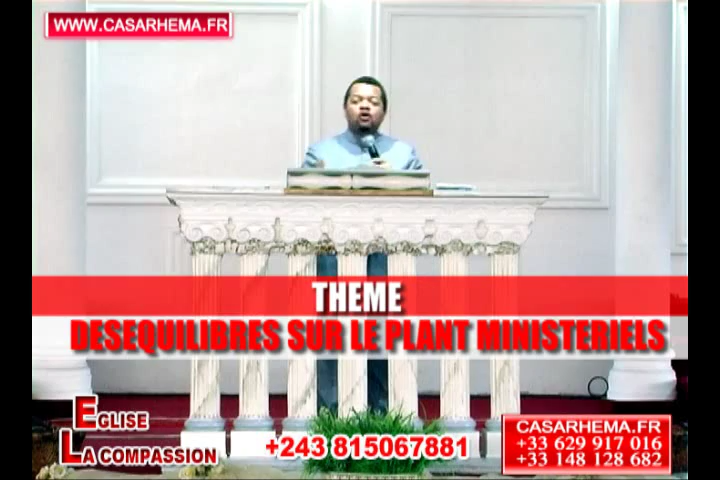 WWW.CASARHEMA.FR
THEME
DESEQUILIBRES SUR LE PLANT MINISTERIELS
EGLISE
LA COMPASSION
+243 815067881
CASARHEMA.FR
+33 629 917 016
+33 148 128 682